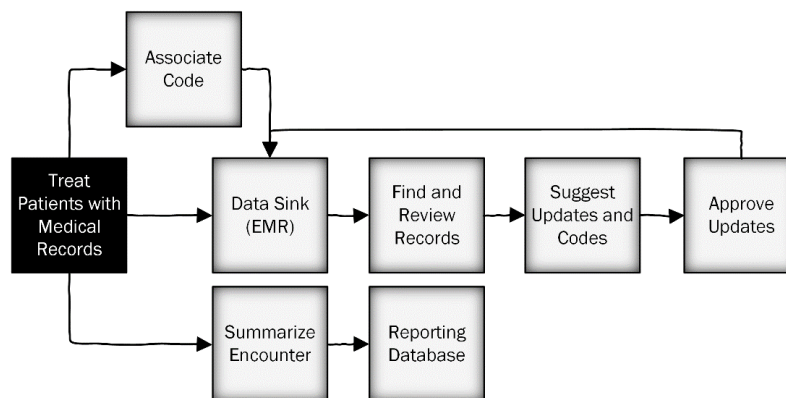 Associate
Code
Treat
Patients with
Medical
Records
Data Sink
(EMR)
Find and
Review
Records
Suggest
Updates and
Codes
Approve
Updates
Summarize
Encounter
Reporting
Database